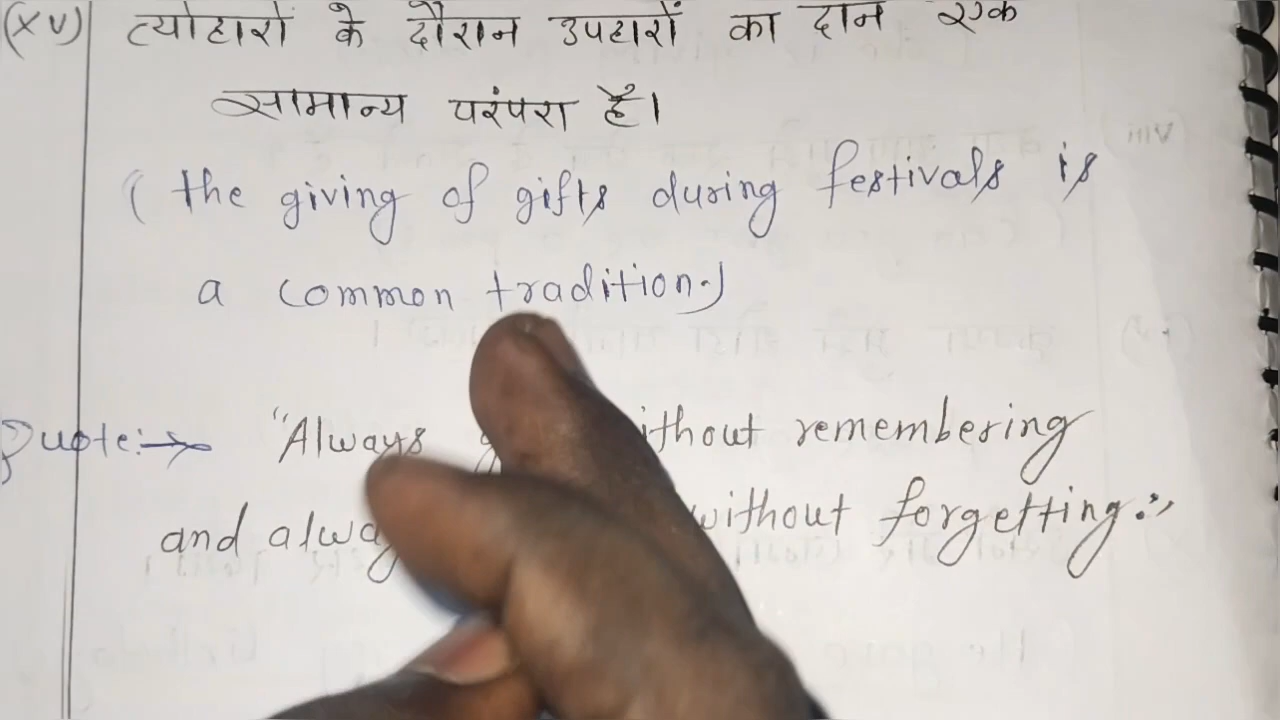 (XV) त्योहारों के दौरान उपहारों का दान एक
सामान्य परंपरा है।
( the giving of gifts during festivals is
a common tradition.)
Quote:→ "Always without remembering
and without forgetting."